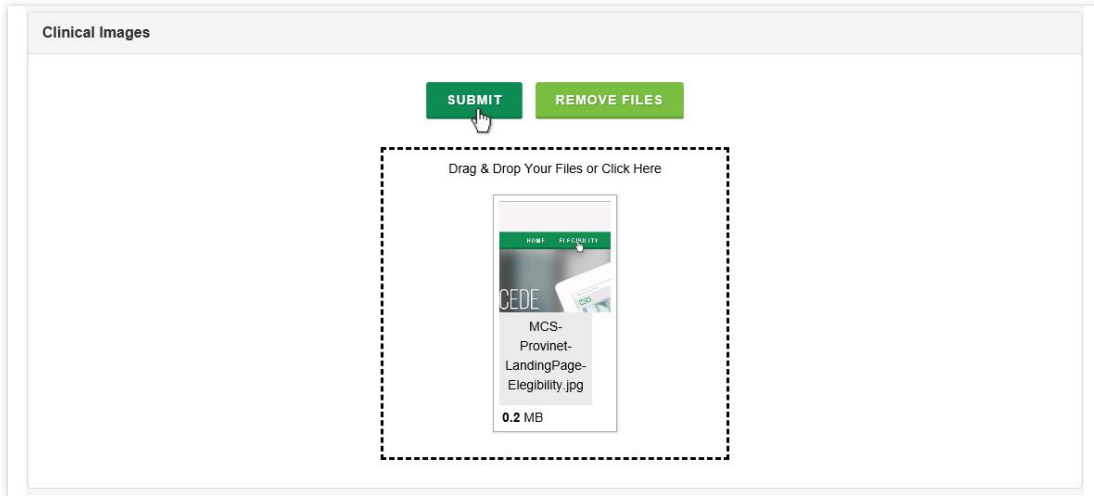 Clinical Images
SUBMIT REMOVE FILES
Drag & Drop Your Files or Click Here
HOME ELEGIBILITY
CEDE
MCS-
Provinet-
LandingPage-
Elegibility.jpg
0.2 MB